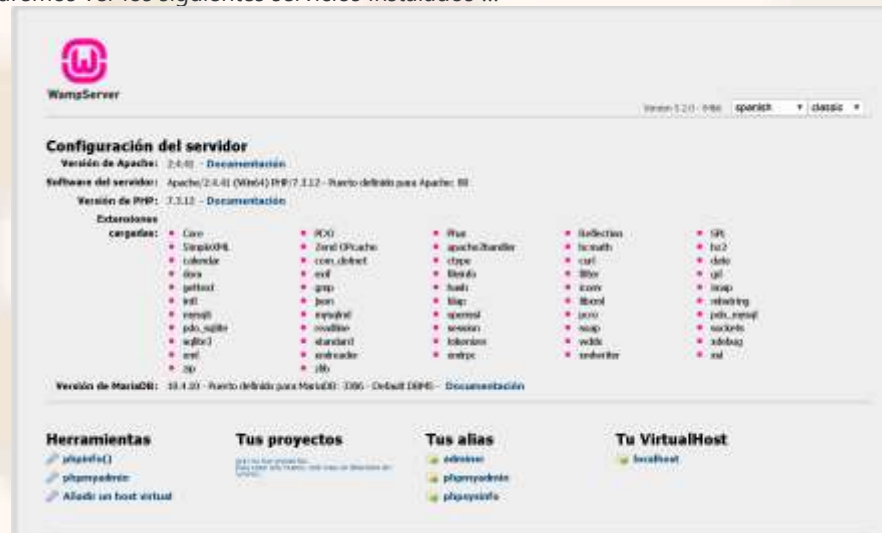 podremos ver los siguientes servicios instalados ...
WampServer
Version 3.2.0 - 64bit spanish classic
Configuración del servidor
Versión de Apache: 2.4.41 - Documentación
Software del servidor: Apache/2.4.41 (Win64) PHP/7.3.12 - Puerto definido para Apache: 80
Versión de PHP: 7.3.12 - Documentación
Extensiones
cargadas: Core PDO Phar Reflection SPL
SimpleXML Zend OPcache apache2handler bcmath bz2
calendar com_dotnet ctype curl date
dom exif fileinfo filter gd
gettext gmp hash iconv imap
intl json ldap libxml mbstring
mysqli mysqlnd openssl pcre pdo_mysql
pdo_sqlite readline session soap sockets
sqlite3 standard tokenizer wddx xdebug
xml xmlreader xmlrpc xmlwriter xsl
zip zlib
Versión de MariaDB: 10.4.10 - Puerto definido para MariaDB: 3306 - Default DBMS - Documentación
Herramientas Tus proyectos Tus alias Tu VirtualHost
phpinfo() adminer localhost
phpmyadmin phpmyadmin
Añadir un host virtual phpsysinfo